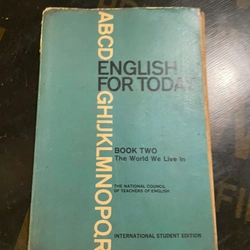 ABCD
GHIJKLMNOPQR
ENGLISH
FOR TODAY
BOOK TWO
The World We Live In
THE NATIONAL COUNCIL
OF TEACHERS OF ENGLISH
INTERNATIONAL STUDENT EDITION